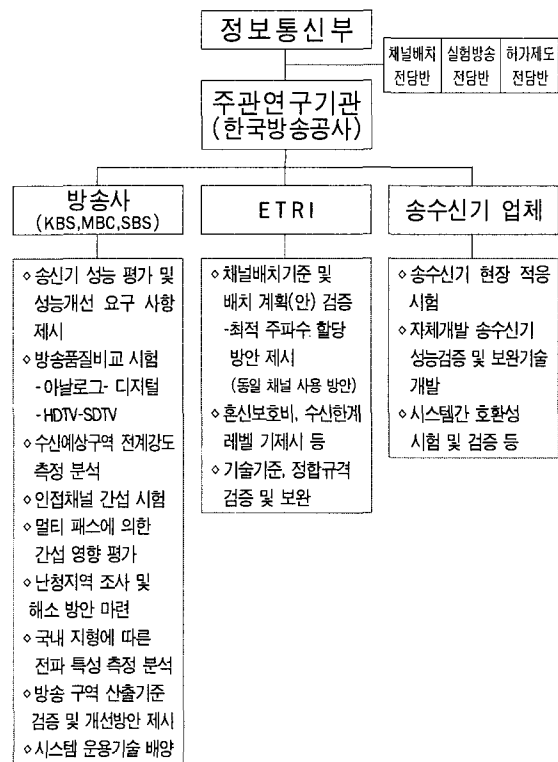 정보통신부
채널배치
전담반
실험방송
전담반
허가제도
전담반
주관연구기관
(한국방송공사)
방송사
(KBS,MBC,SBS)
◇송신기 성능 평가 및
성능개선 요구 사항
제시
◇방송품질비교 시험
-아날로그- 디지털
-HDTV-SDTV
◇수신예상구역 전계강도
측정 분석
◇인접채널 간섭 시험
◇멀티 패스에 의한
간섭 영향 평가
◇난청지역 조사 및
해소 방안 마련
◇국내 지형에 따른
전파 특성 측정 분석
◇방송 구역 산출기준
검증 및 개선방안 제시
◇시스템 운용기술 배양
ETRI
◇채널배치기준 및
배치 계획(안) 검증
-최적 주파수 할당
방안 제시
(동일 채널 사용 방안)
◇혼신보호비, 수신한계
레벨 기제시 등
◇기술기준, 정합규격
검증 및 보완
송수신기 업체
◇송수신기 현장 적응
시험
◇자체개발 송수신기
성능검증 및 보완기술
개발
◇시스템간 호환성
시험 및 검증 등